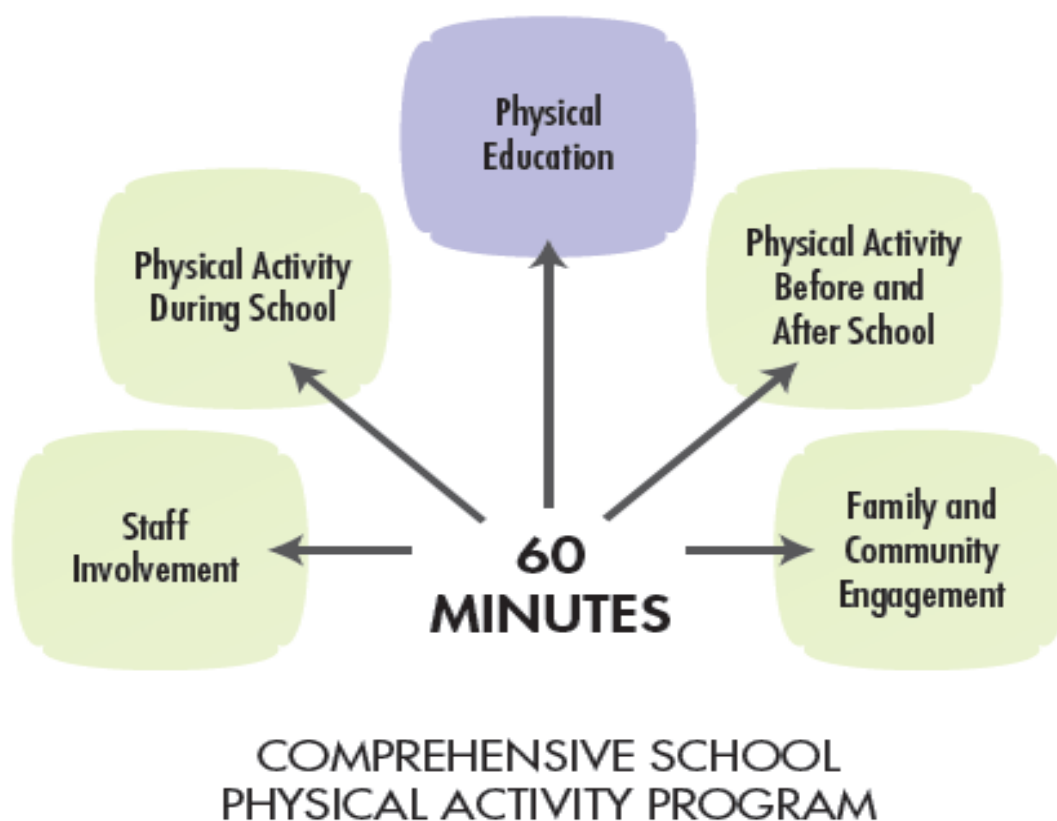 Physical
Education
Physical Activity
During School
Physical Activity
Before and
After School
Staff
Involvement
60
MINUTES
Family and
Community
Engagement
COMPREHENSIVE SCHOOL
PHYSICAL ACTIVITY PROGRAM